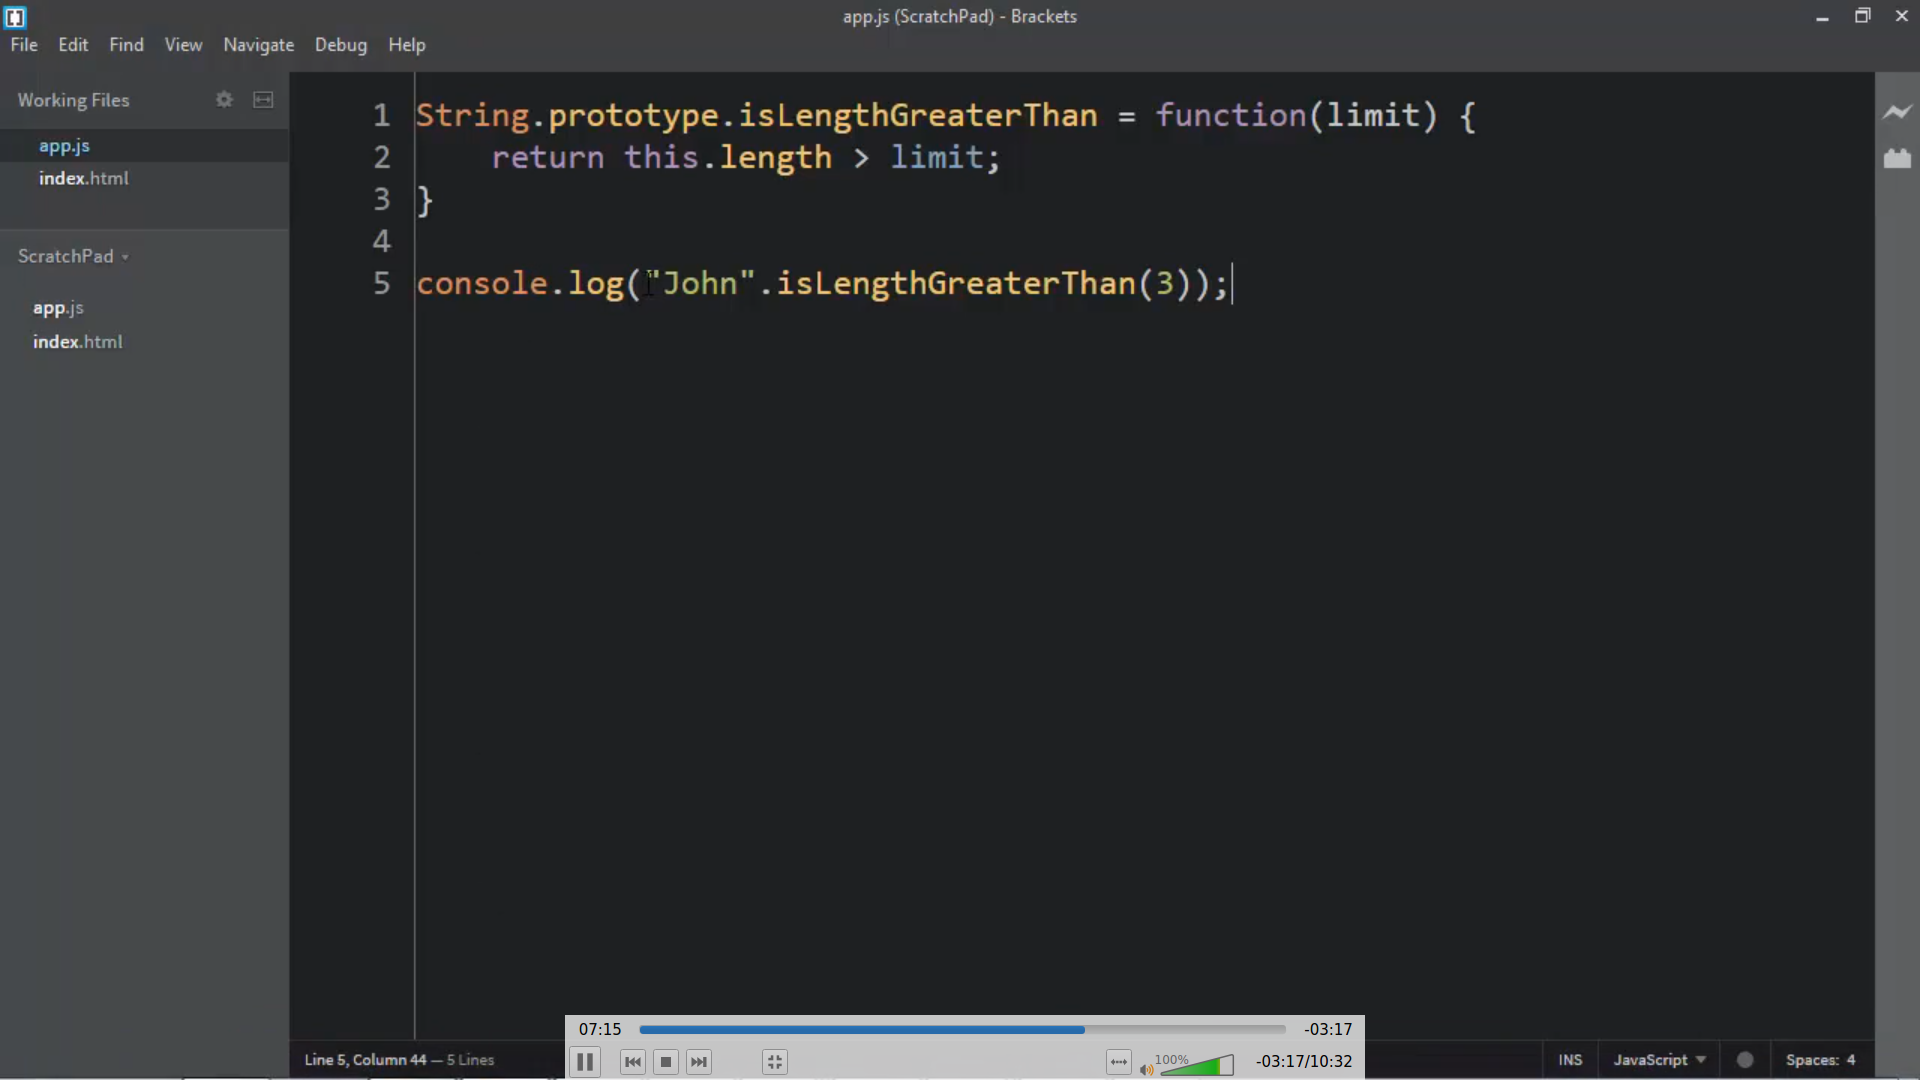 app.js (ScratchPad) - Brackets
File Edit Find View Navigate Debug Help
Working Files
app.js
index.html
ScratchPad
app.js
index.html
1 String.prototype.isLengthGreaterThan = function(limit) {
2     return this.length > limit;
3 }
4
5 console.log("John".isLengthGreaterThan(3));
07:15 -03:17
100% -03:17/10:32
Line 5, Column 44 — 5 Lines INS JavaScript Spaces: 4